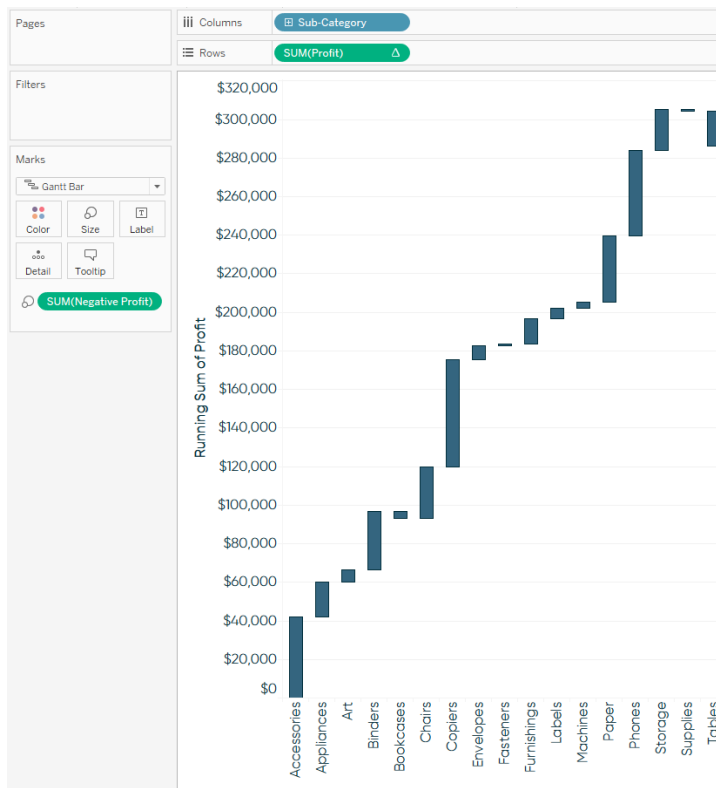 Pages
Columns
Sub-Category
Rows
SUM(Profit)
Filters
Marks
Gantt Bar
Color
Size
Label
Detail
Tooltip
SUM(Negative Profit)
Running Sum of Profit
$320,000
$300,000
$280,000
$260,000
$240,000
$220,000
$200,000
$180,000
$160,000
$140,000
$120,000
$100,000
$80,000
$60,000
$40,000
$20,000
$0
Accessories
Appliances
Art
Binders
Bookcases
Chairs
Copiers
Envelopes
Fasteners
Furnishings
Labels
Machines
Paper
Phones
Storage
Supplies
Tables